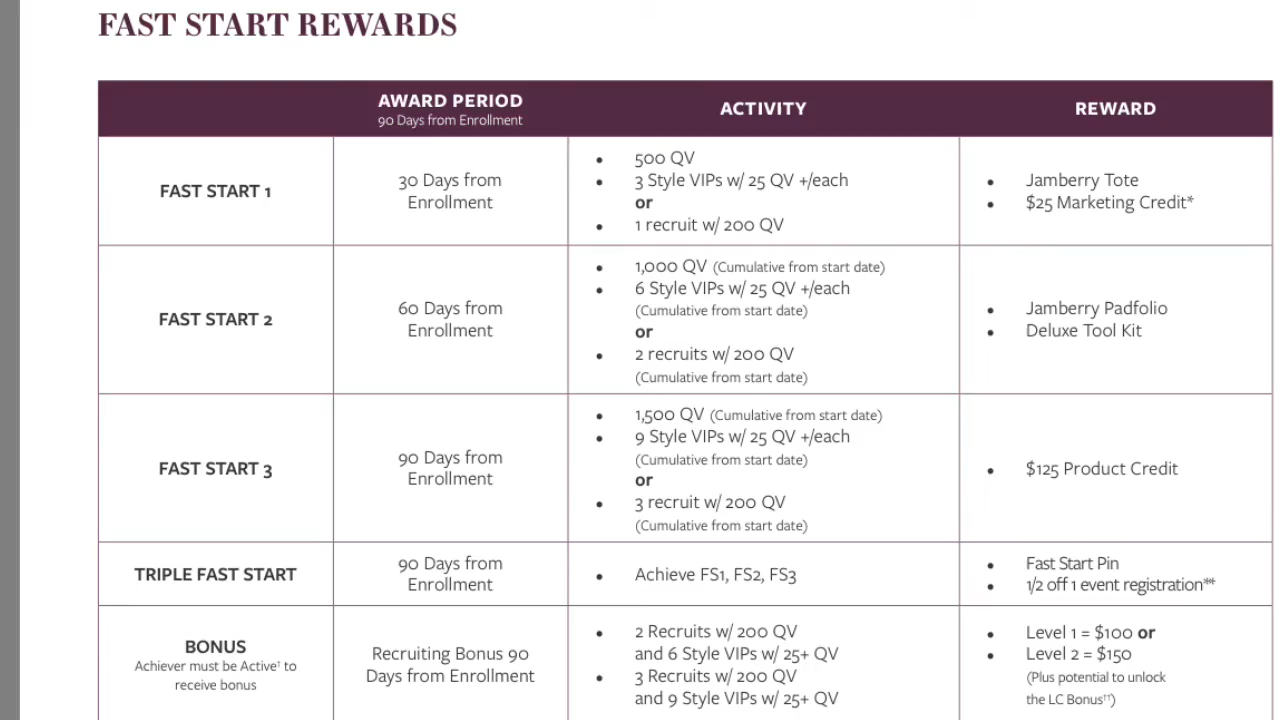 FAST START REWARDS
AWARD PERIOD
90 Days from Enrollment
ACTIVITY
REWARD
FAST START 1
30 Days from
Enrollment
• 500 QV
• 3 Style VIPs w/ 25 QV +/each
or
• 1 recruit w/ 200 QV
• Jamberry Tote
• $25 Marketing Credit*
FAST START 2
60 Days from
Enrollment
• 1,000 QV (Cumulative from start date)
• 6 Style VIPs w/ 25 QV +/each
(Cumulative from start date)
or
• 2 recruits w/ 200 QV
(Cumulative from start date)
• Jamberry Padfolio
• Deluxe Tool Kit
FAST START 3
90 Days from
Enrollment
• 1,500 QV (Cumulative from start date)
• 9 Style VIPs w/ 25 QV +/each
(Cumulative from start date)
or
• 3 recruit w/ 200 QV
(Cumulative from start date)
• $125 Product Credit
TRIPLE FAST START
90 Days from
Enrollment
• Achieve FS1, FS2, FS3
• Fast Start Pin
• 1/2 off 1 event registration**
BONUS
Achiever must be Active† to
receive bonus
Recruiting Bonus 90
Days from Enrollment
• 2 Recruits w/ 200 QV
and 6 Style VIPs w/ 25+ QV
• 3 Recruits w/ 200 QV
and 9 Style VIPs w/ 25+ QV
• Level 1 = $100 or
• Level 2 = $150
(Plus potential to unlock
the LC Bonus††)